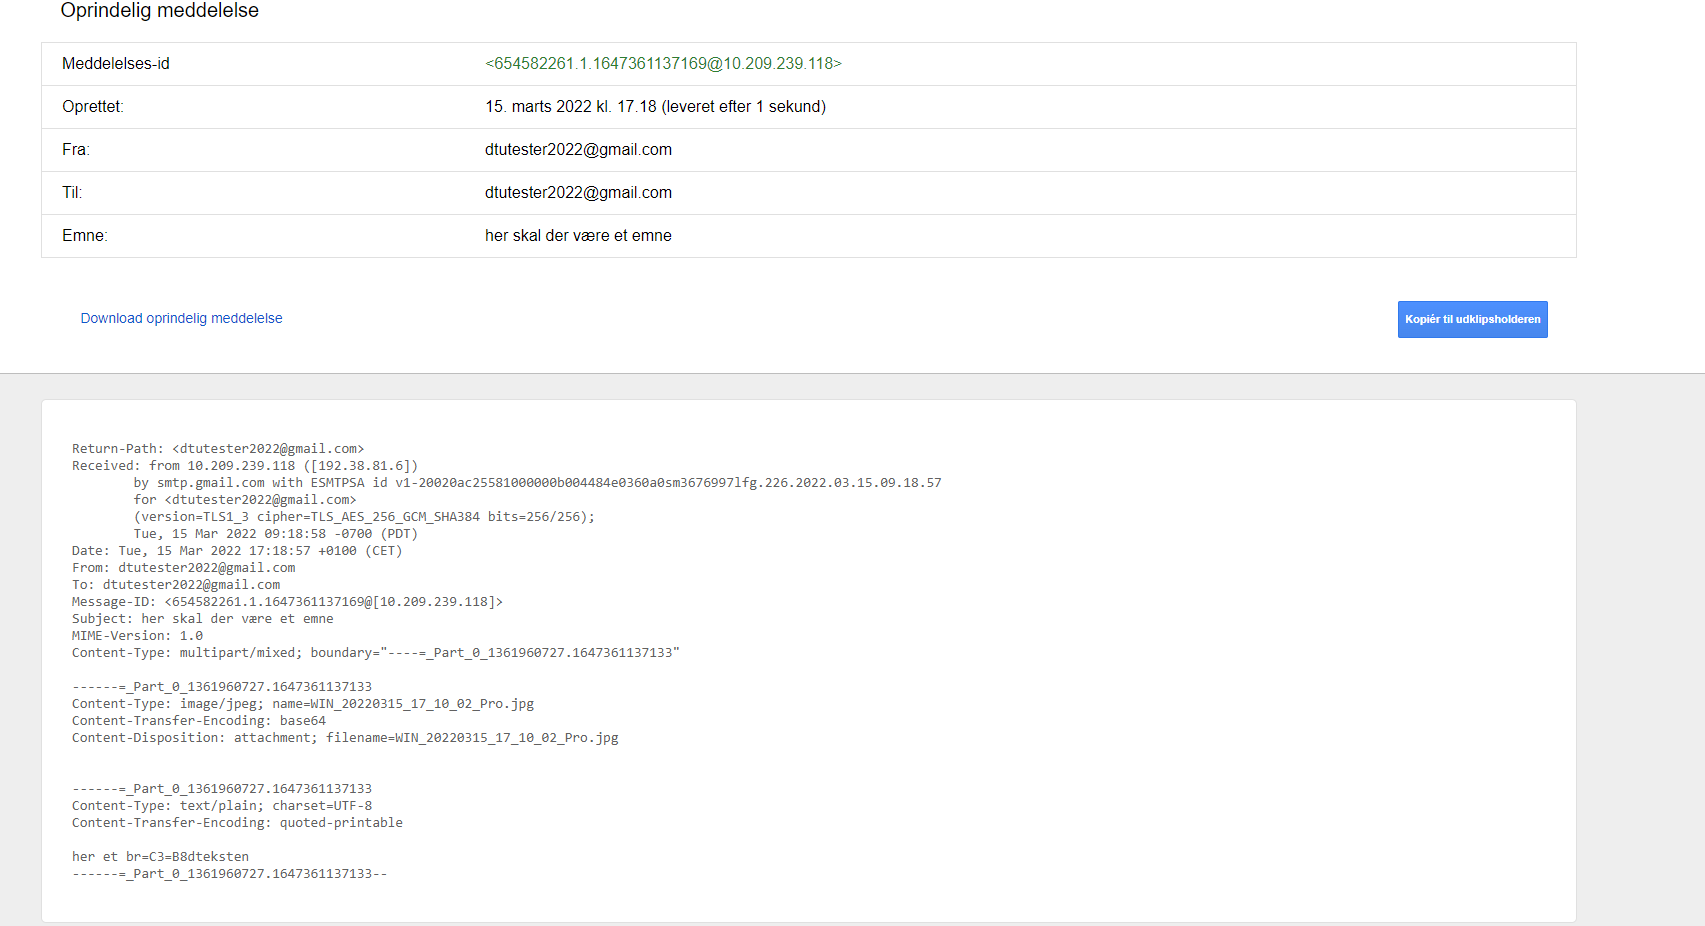 Oprindelig meddelelse
Meddelelses-id <654582261.1.1647361137169@10.209.239.118>
Oprettet: 15. marts 2022 kl. 17.18 (leveret efter 1 sekund)
Fra: dtutester2022@gmail.com
Til: dtutester2022@gmail.com
Emne: her skal der være et emne
Download oprindelig meddelelse
Kopiér til udklipsholderen
Return-Path: <dtutester2022@gmail.com>
Received: from 10.209.239.118 ([192.38.81.6])
by smtp.gmail.com with ESMTPSA id v1-20020ac25581000000b004484e0360a0sm3676997lfg.226.2022.03.15.09.18.57
for <dtutester2022@gmail.com>
(version=TLS1_3 cipher=TLS_AES_256_GCM_SHA384 bits=256/256);
Tue, 15 Mar 2022 09:18:58 -0700 (PDT)
Date: Tue, 15 Mar 2022 17:18:57 +0100 (CET)
From: dtutester2022@gmail.com
To: dtutester2022@gmail.com
Message-ID: <654582261.1.1647361137169@[10.209.239.118]>
Subject: her skal der være et emne
MIME-Version: 1.0
Content-Type: multipart/mixed; boundary="----=_Part_0_1361960727.1647361137133"
------=_Part_0_1361960727.1647361137133
Content-Type: image/jpeg; name=WIN_20220315_17_10_02_Pro.jpg
Content-Transfer-Encoding: base64
Content-Disposition: attachment; filename=WIN_20220315_17_10_02_Pro.jpg
------=_Part_0_1361960727.1647361137133
Content-Type: text/plain; charset=UTF-8
Content-Transfer-Encoding: quoted-printable
her et br=C3=B8dteksten
------=_Part_0_1361960727.1647361137133--